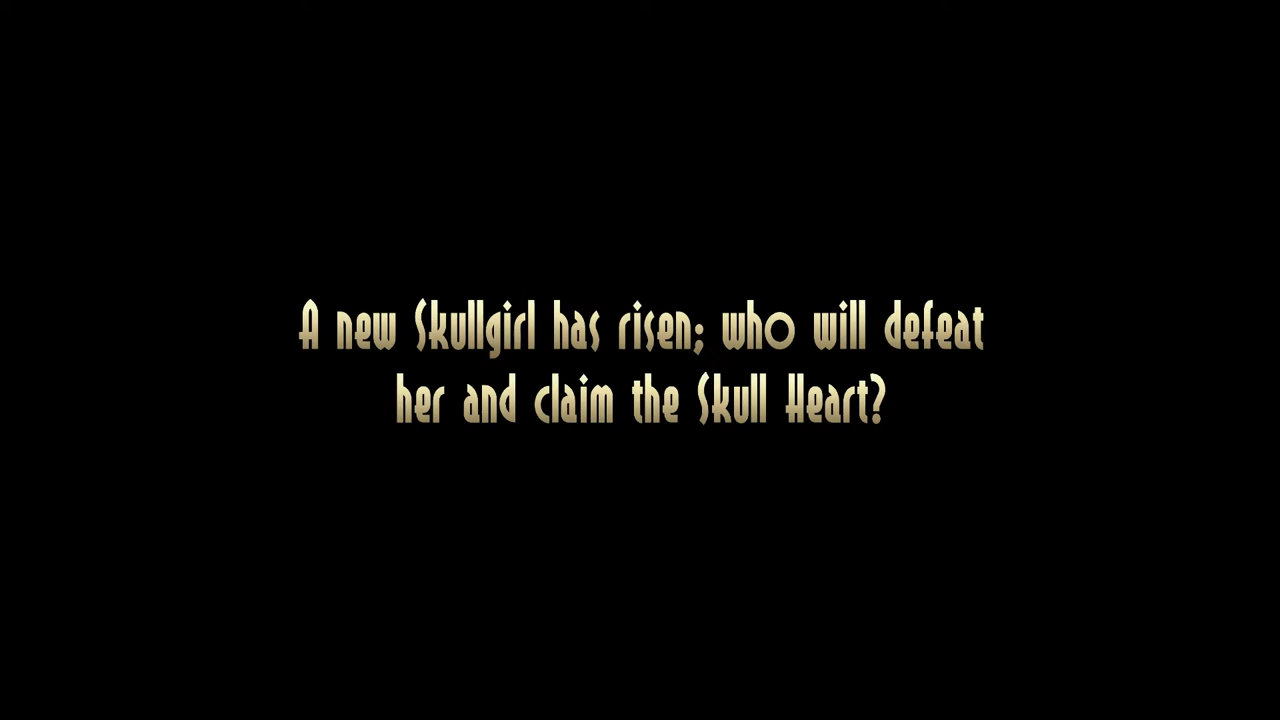 A new Skullgirl has risen; who will defeat
her and claim the Skull Heart?